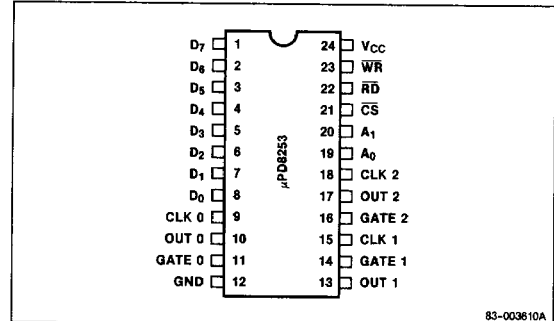 D7 1 24 VCC
D6 2 23 W̅R̅
D5 3 22 R̅D̅
D4 4 21 C̅S̅
D3 5 20 A1
D2 6 19 A0
D1 7 18 CLK 2
D0 8 17 OUT 2
CLK 0 9 16 GATE 2
OUT 0 10 15 CLK 1
GATE 0 11 14 GATE 1
GND 12 13 OUT 1
μPD8253
83-003610A